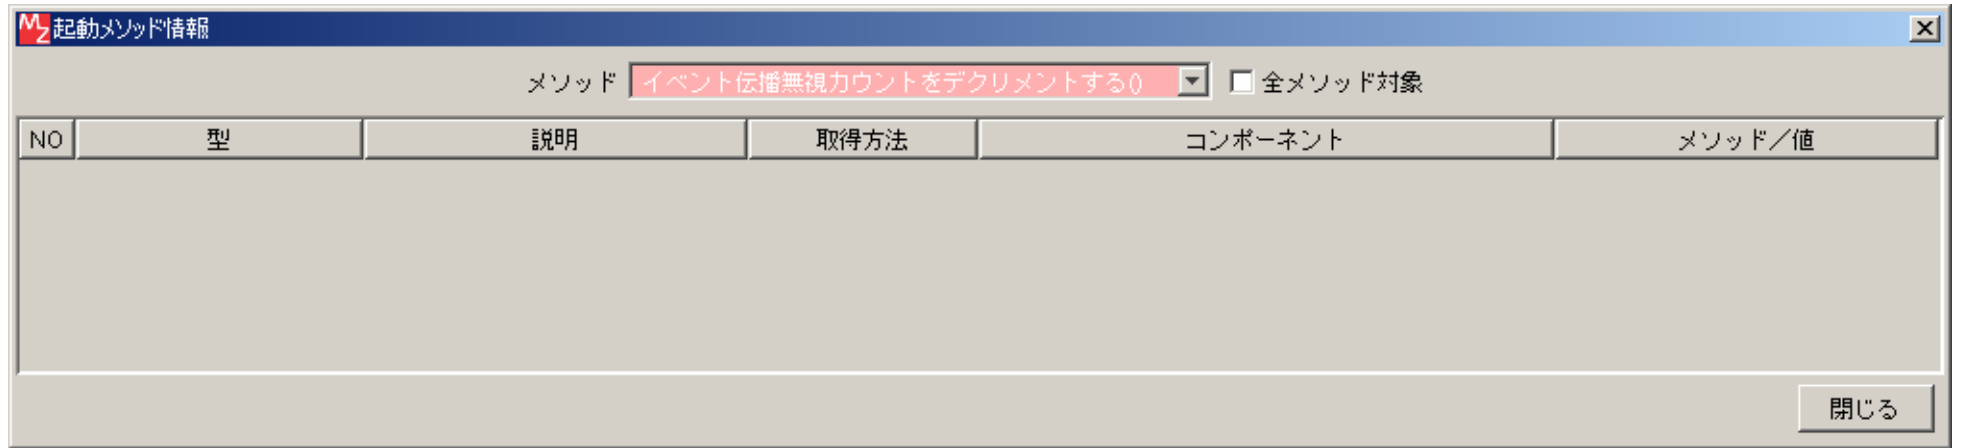 MZ 起動メソッド情報
メソッド イベント伝播無視カウントをデクリメントする() 全メソッド対象
NO 型 説明 取得方法 コンポーネント メソッド／値
閉じる